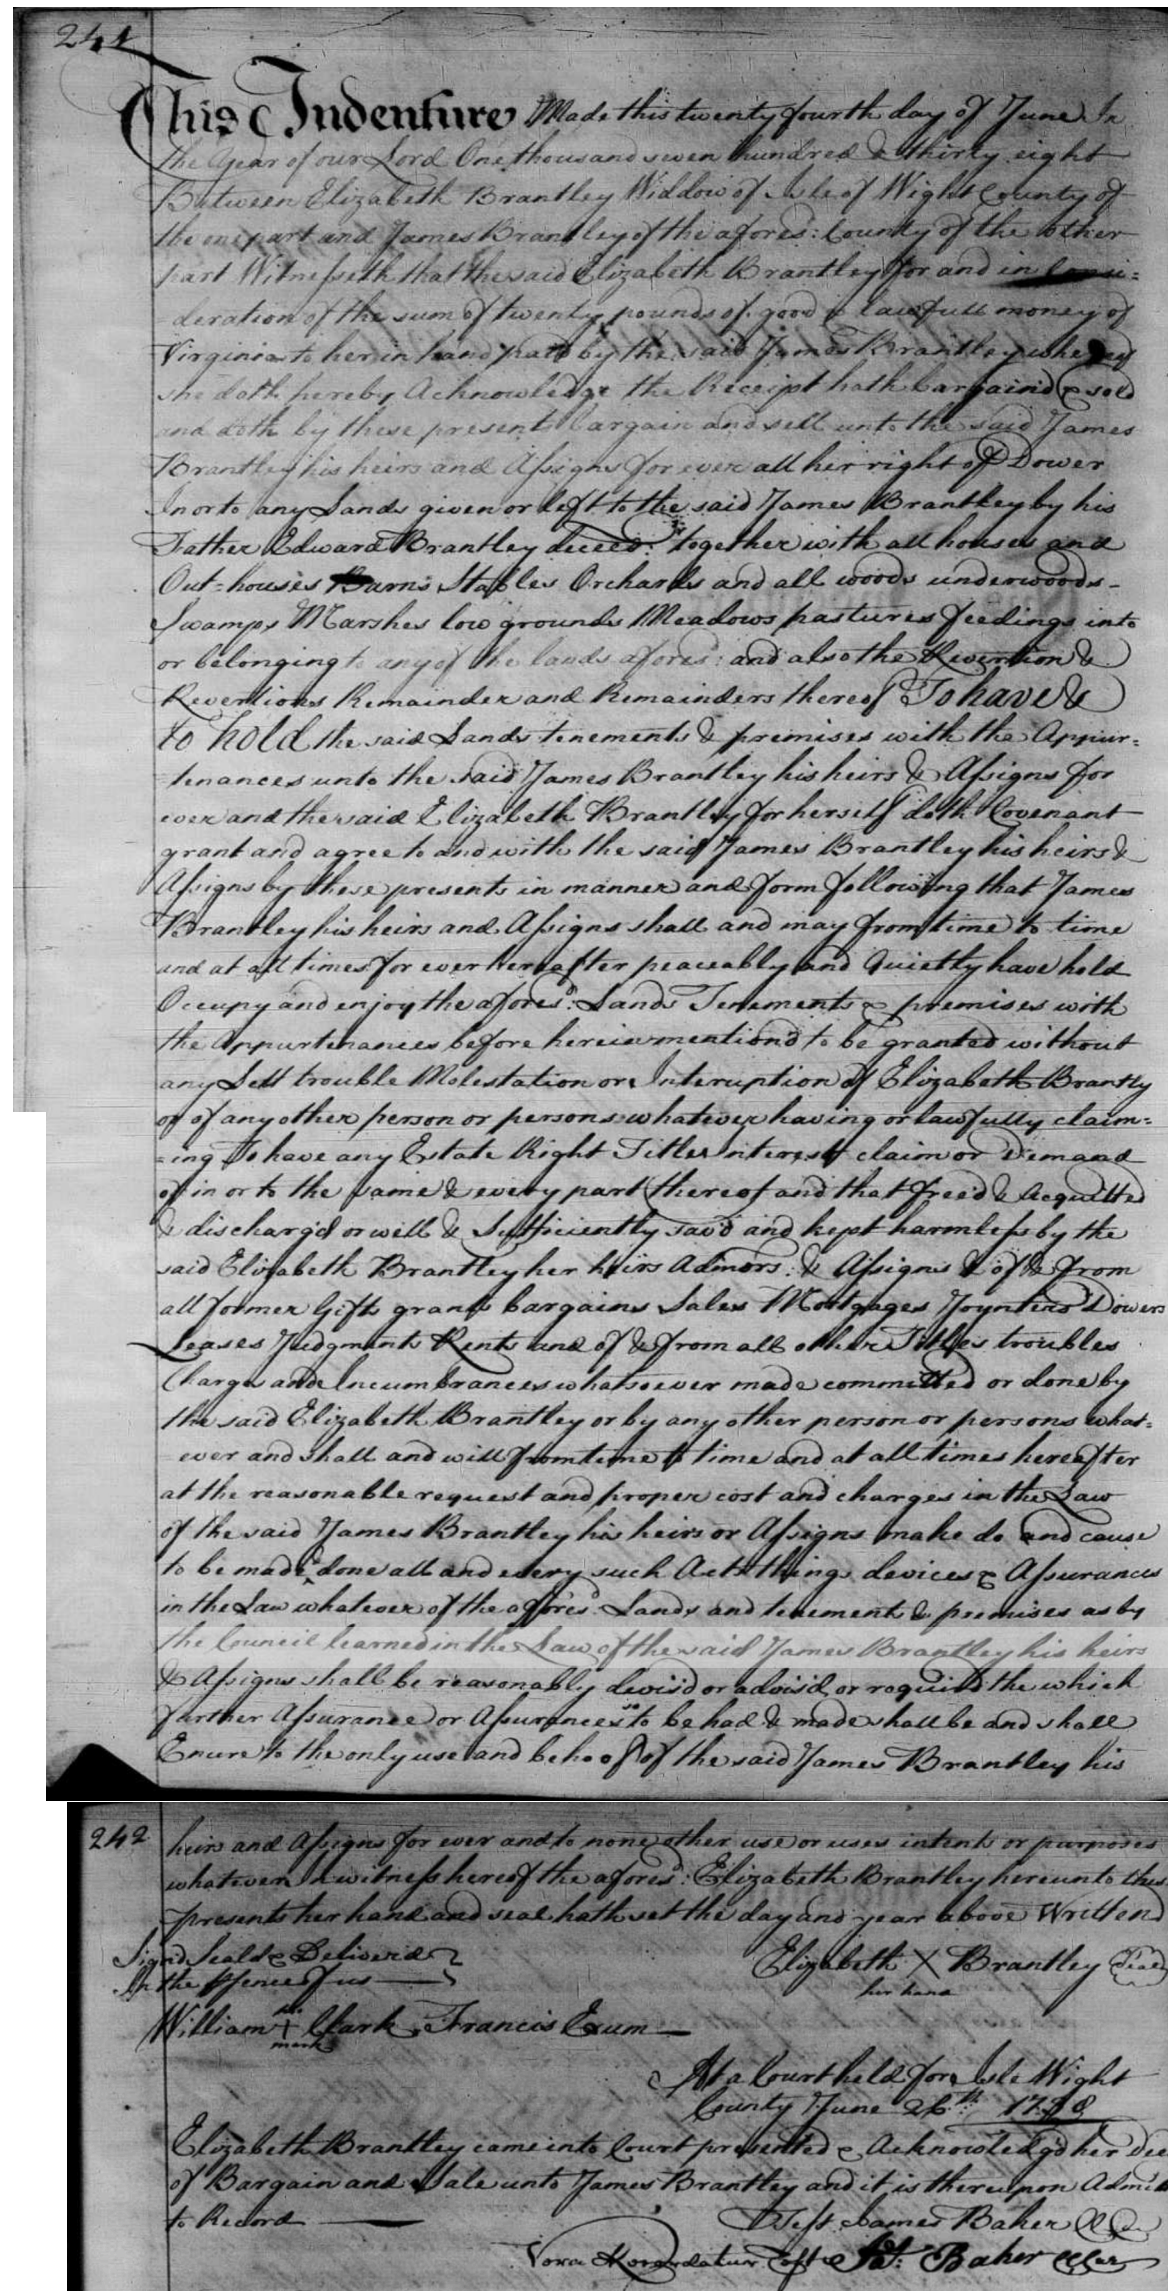 241
This Indenture Made this twenty fourth day of June In
the Year of our Lord One thousand seven hundred & thirty eight
Between Elizabeth Brantley Widdow of Isle of Wight County of
the one part and James Brantley of the afores: County of the other
part Witnesseth that the said Elizabeth Brantley for and in Consi=
=deration of the sum of twenty pounds of good & lawfull money of
Virginia to her in hand paid by the said James Brantley whereof
she doth hereby Acknowledge the Receipt hath bargain'd & sold
and doth by these presents bargain and sell unto the said James
Brantley his heirs and Assigns for ever all her right of Dower
In or to any Lands given or left to the said James Brantley by his
Father Edward Brantley deceed: together with all houses and
Out=houses Barns Stables Orchards and all woods underwoods
Swamps Marshes low grounds Meadows pastures feedings into
or belonging to any of the lands afores: and also the Revertion &
Revertions Remainder and Remainders thereof To have &
to hold the said Lands tenements & premises with the Appur=
=tenances unto the said James Brantley his heirs & Assigns for
ever and the said Elizabeth Brantley for herself doth Covenant
grant and agree to and with the said James Brantley his heirs &
Assigns by these presents in manner and form following that James
Brantley his heirs and Assigns shall and may from time to time
and at all times for ever hereafter peaceably and Quietly have hold
Occupy and enjoy the afores.d: Lands Tenements & premises with
the Appurtenances before herein mention'd to be granted without
any Lett trouble Molestation or Interuption of Elizabeth Brantly
or of any other person or persons whatever having or lawfully claim=
=ing To have any Estate Right Title Interest claim or Demand
of in or to the same & every part thereof and that free'd & Acquitted
& discharg'd or well & Sufficiently sav'd and kept harmless by the
said Elizabeth Brantley her heirs Admors: & Assigns & of & from
all former Gifts grants bargains Sales Mortgages Joynters Dowers
Leases Judgments Rents and of & from all other Titles troubles
Charges and Incumbrances whatsoever made committed or done by
the said Elizabeth Brantley or by any other person or persons what=
=ever and shall and will from time to time and at all times hereafter
at the reasonable request and proper cost and charges in the Law
of the said James Brantley his heirs or Assigns make do and cause
to be made & done all and every such Acts things devices & Assurances
in the Law whatever of the afores.d Lands and tenement & premises as by
the Council learned in the Law of the said James Brantley his heirs
& Assigns shall be reasonably devis'd or advis'd or requir'd the which
further Assurance or Assurances so to be had & made shall be and shall
Enure to the only use and behoof of the said James Brantley his
242
heirs and Assigns for ever and to none other use or uses intents or purposes
whatever In witness hereof the afores.d: Elizabeth Brantley hereunto these
presents her hand and seal hath set the day and year above Written
Sign'd Seal'd & Deliver'd
In the p'sence of us
Elizabeth X Brantley Seal
her hand
William + Clark Francis Exum
his
mark
At a Court held for Isle Wight
County June 26.th: 1738
Elizabeth Brantley came into Court presented & Acknowledg'd her Dee
of Bargain and Sale unto James Brantley and it is thereupon Admit
to Record
Test James Baker
Vera Recordatur Test Ja.s: Baker